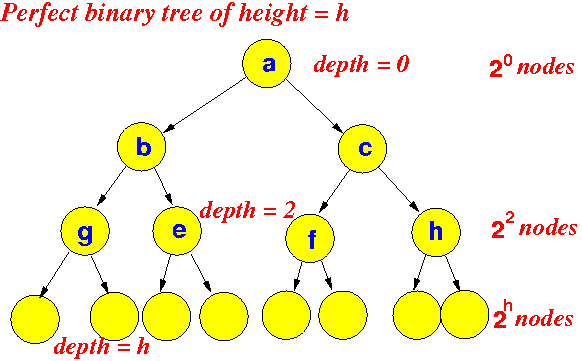 Perfect binary tree of height = h
a depth = 0 2^0 nodes
b c
depth = 2
g e f h 2^2 nodes
2^h nodes
depth = h